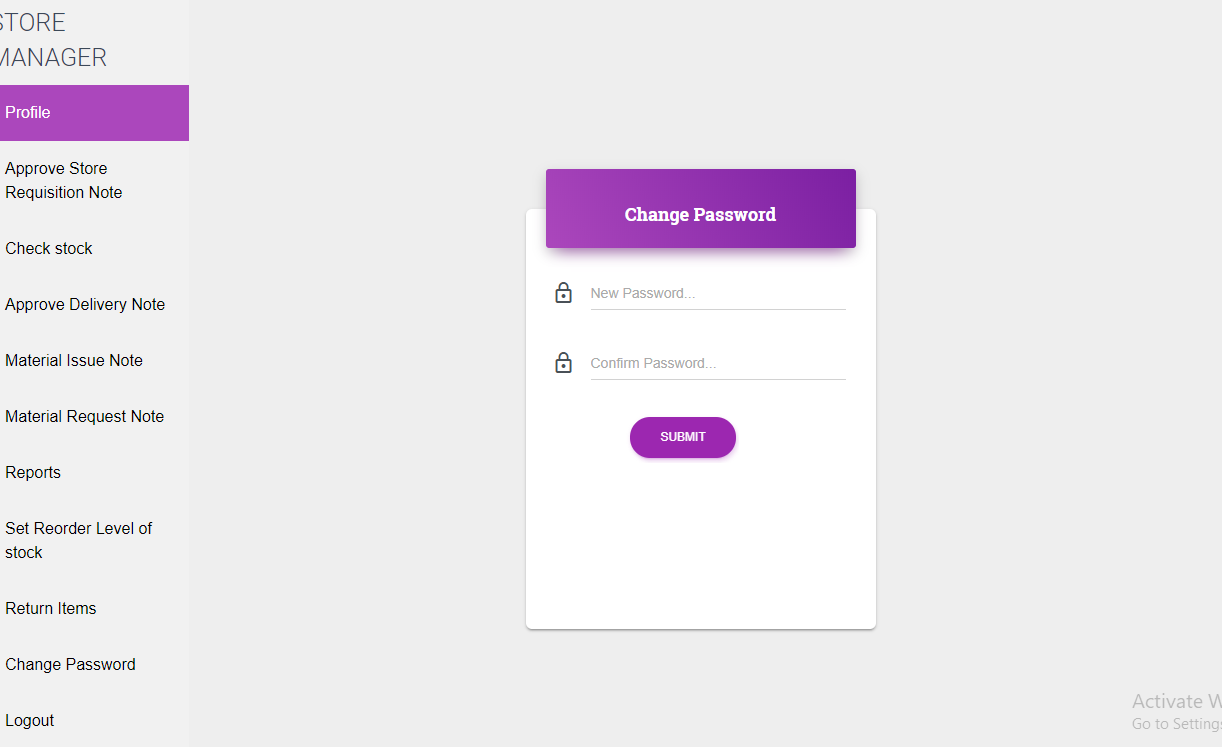 STORE
MANAGER
Profile
Approve Store
Requisition Note
Check stock
Approve Delivery Note
Material Issue Note
Material Request Note
Reports
Set Reorder Level of
stock
Return Items
Change Password
Logout
Change Password
New Password...
Confirm Password...
SUBMIT
Activate W
Go to Settings